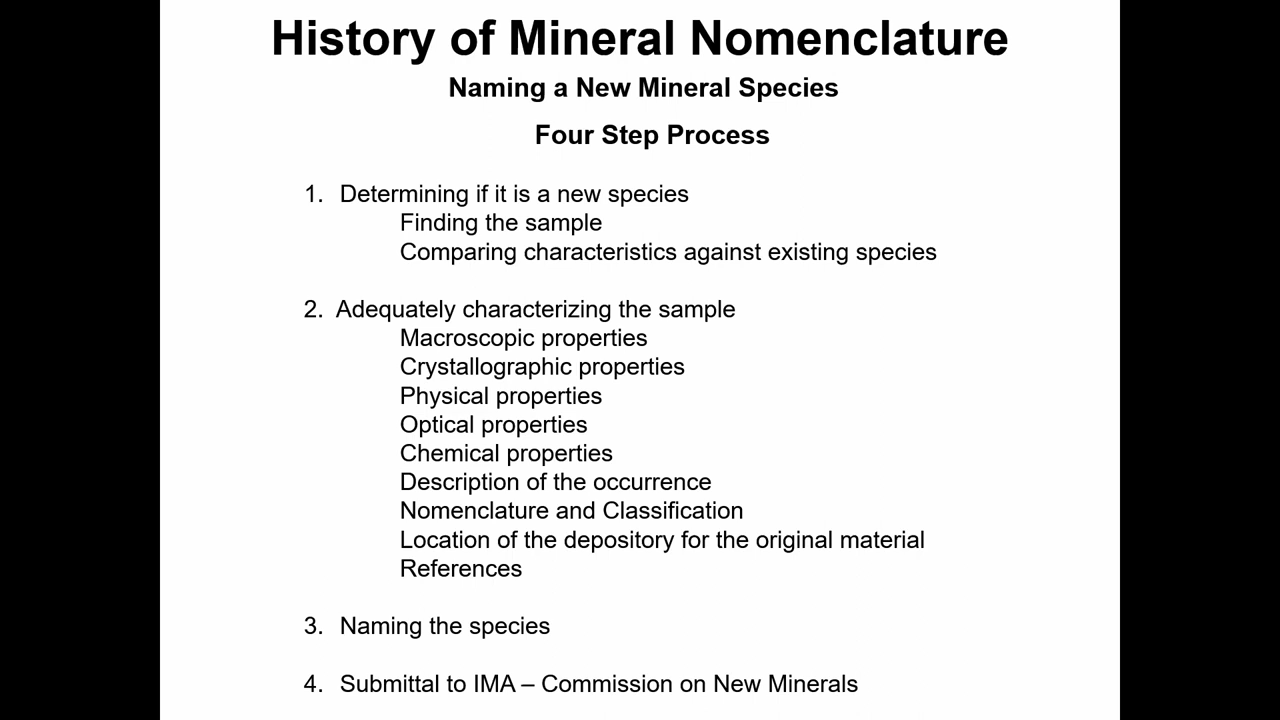 History of Mineral Nomenclature
Naming a New Mineral Species
Four Step Process
1. Determining if it is a new species
Finding the sample
Comparing characteristics against existing species
2. Adequately characterizing the sample
Macroscopic properties
Crystallographic properties
Physical properties
Optical properties
Chemical properties
Description of the occurrence
Nomenclature and Classification
Location of the depository for the original material
References
3. Naming the species
4. Submittal to IMA – Commission on New Minerals